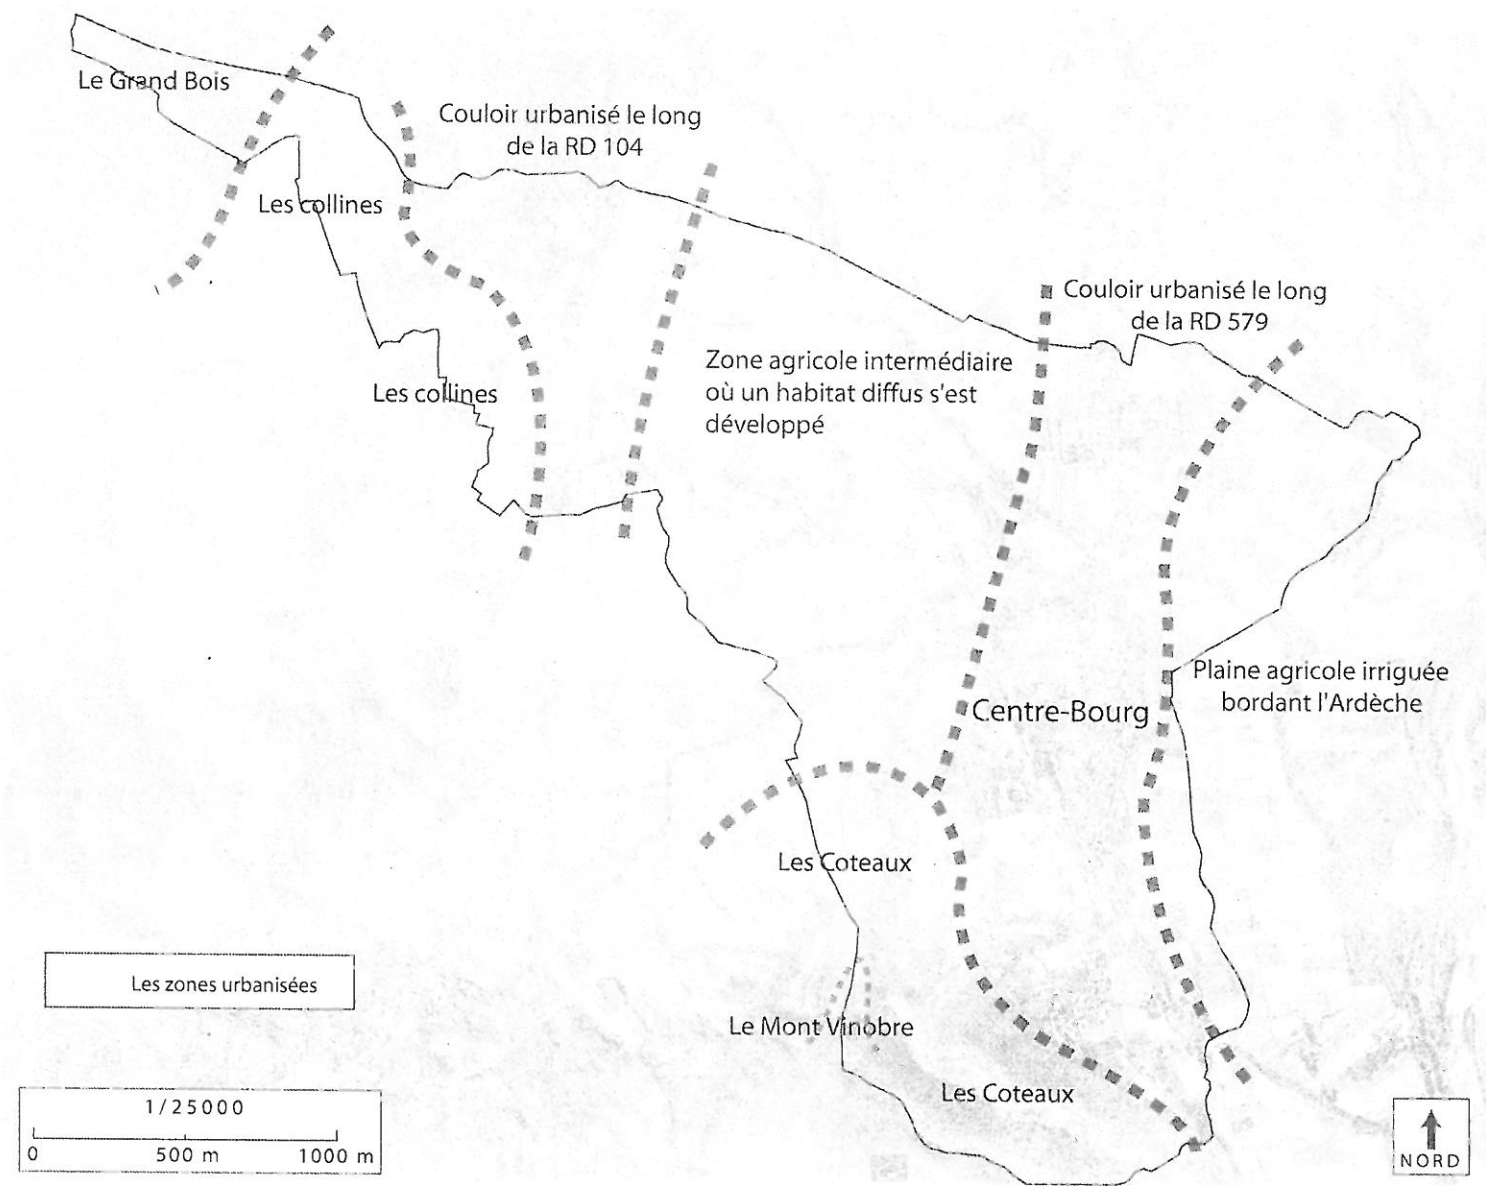 Le Grand Bois
Couloir urbanisé le long
de la RD 104
Les collines
Couloir urbanisé le long
de la RD 579
Zone agricole intermédiaire
où un habitat diffus s'est
développé
Les collines
Plaine agricole irriguée
bordant l'Ardèche
Centre-Bourg
Les Coteaux
Les zones urbanisées
Le Mont Vinobre
Les Coteaux
1/25000
0 500 m 1000 m
NORD